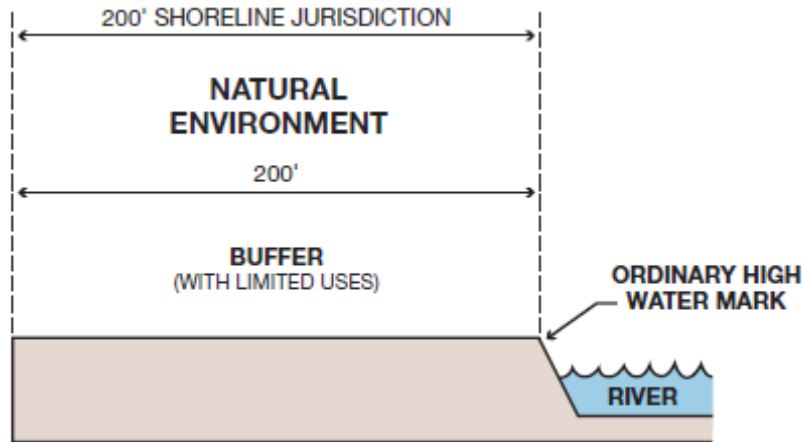 200' SHORELINE JURISDICTION
NATURAL
ENVIRONMENT
200'
BUFFER
(WITH LIMITED USES)
ORDINARY HIGH
WATER MARK
RIVER